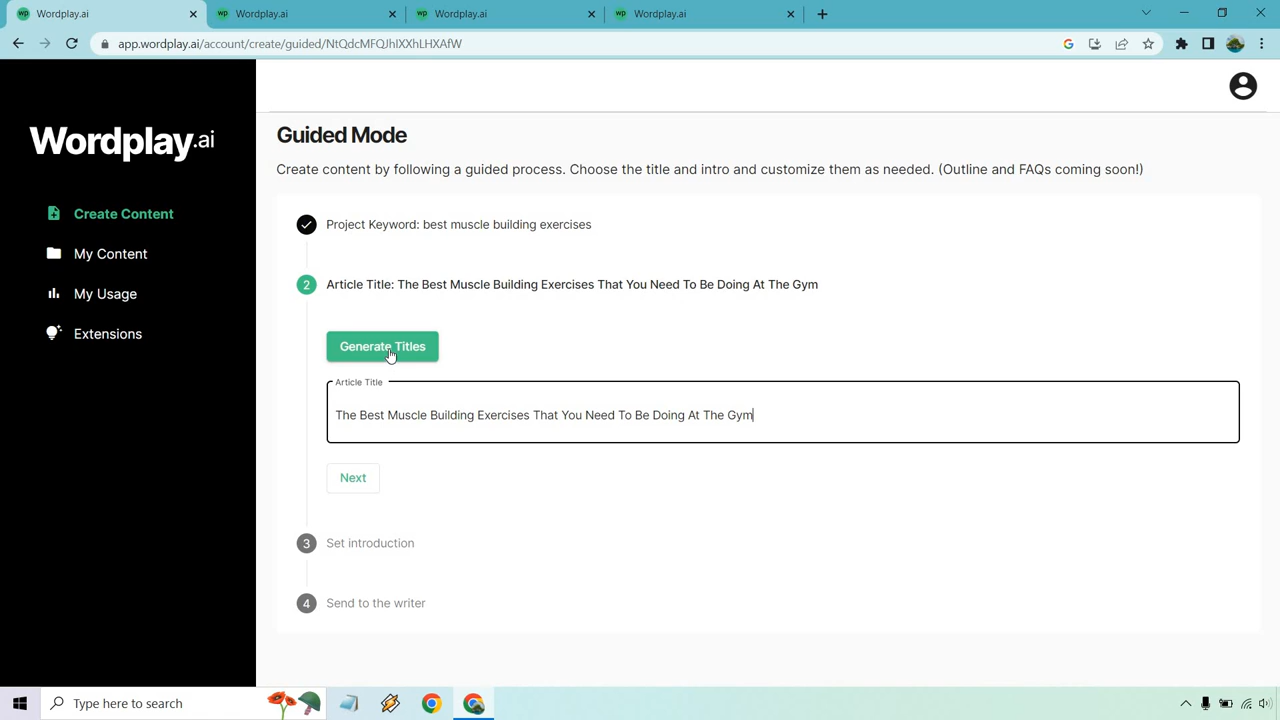 Wordplay.ai
Wordplay.ai
Wordplay.ai
Wordplay.ai
app.wordplay.ai/account/create/guided/NtQdcMFQJhIXXhLHXAfW
Wordplay.ai
Create Content
My Content
My Usage
Extensions
Guided Mode
Create content by following a guided process. Choose the title and intro and customize them as needed. (Outline and FAQs coming soon!)
Project Keyword: best muscle building exercises
2 Article Title: The Best Muscle Building Exercises That You Need To Be Doing At The Gym
Generate Titles
Article Title
The Best Muscle Building Exercises That You Need To Be Doing At The Gym
Next
3 Set introduction
4 Send to the writer
Type here to search